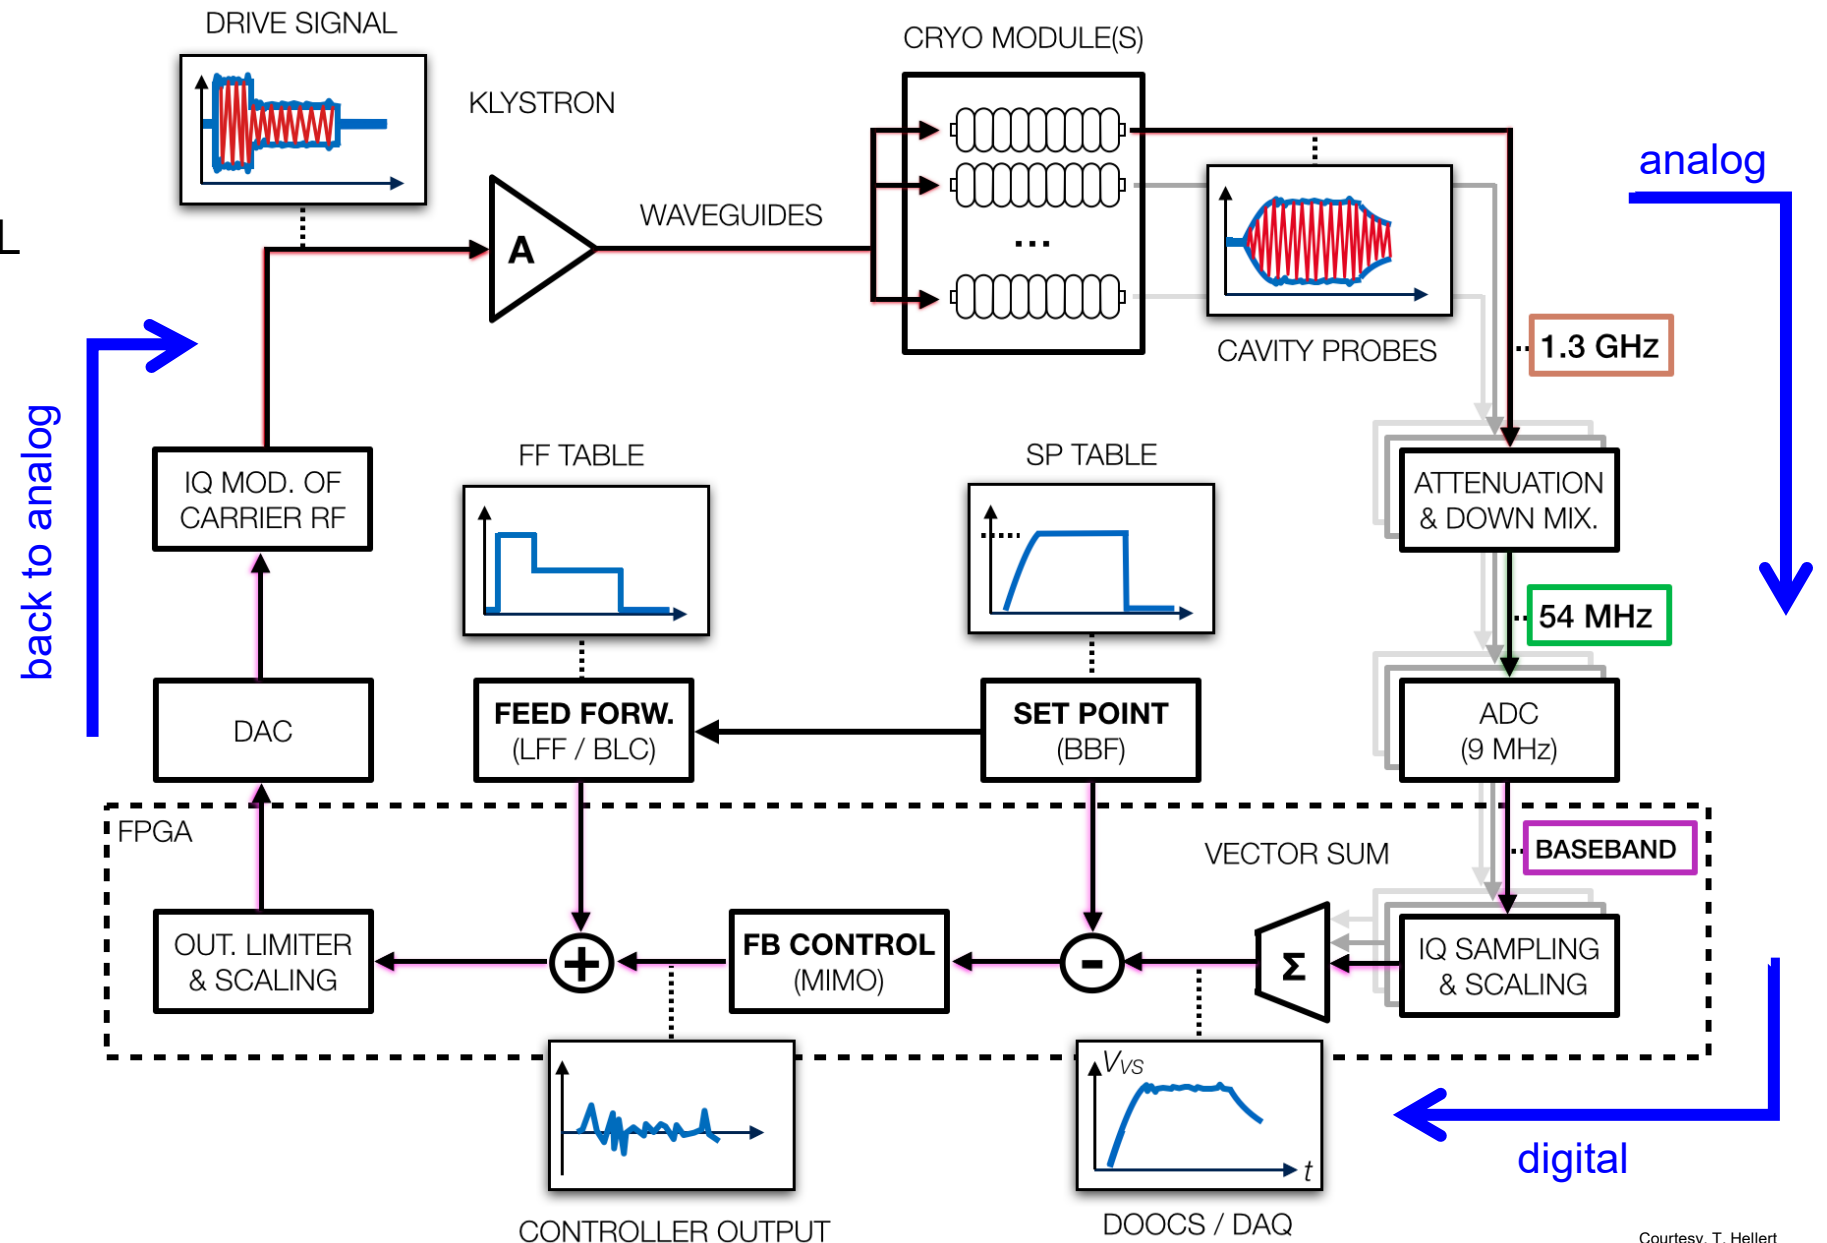 DRIVE SIGNAL
CRYO MODULE(S)
KLYSTRON
analog
WAVEGUIDES
L
A
...
1.3 GHz
CAVITY PROBES
back to analog
FF TABLE
SP TABLE
IQ MOD. OF
CARRIER RF
ATTENUATION
& DOWN MIX.
54 MHz
DAC
FEED FORW.
(LFF / BLC)
SET POINT
(BBF)
ADC
(9 MHz)
FPGA
VECTOR SUM
BASEBAND
OUT. LIMITER
& SCALING
+
FB CONTROL
(MIMO)
-
Σ
IQ SAMPLING
& SCALING
VVS
t
digital
CONTROLLER OUTPUT
DOOCS / DAQ
Courtesy, T. Hellert